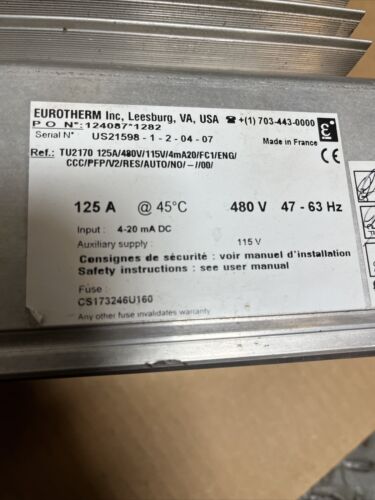 EUROTHERM Inc, Leesburg, VA, USA ☎ +(1) 703-443-0000
P O N°: 124087*1282
Serial N° US21598 - 1 - 2 - 04 - 07
Made in France
Ref.: TU2170 125A/480V/115V/4mA20/FC1/ENG/
CCC/PFP/V2/RES/AUTO/NO/-//00/
CE
125 A @ 45°C 480 V 47 - 63 Hz
Input : 4-20 mA DC
Auxiliary supply : 115 V
Consignes de sécurité : voir manuel d'installation
Safety instructions : see user manual
Fuse :
CS173246U160
Any other fuse invalidates warranty